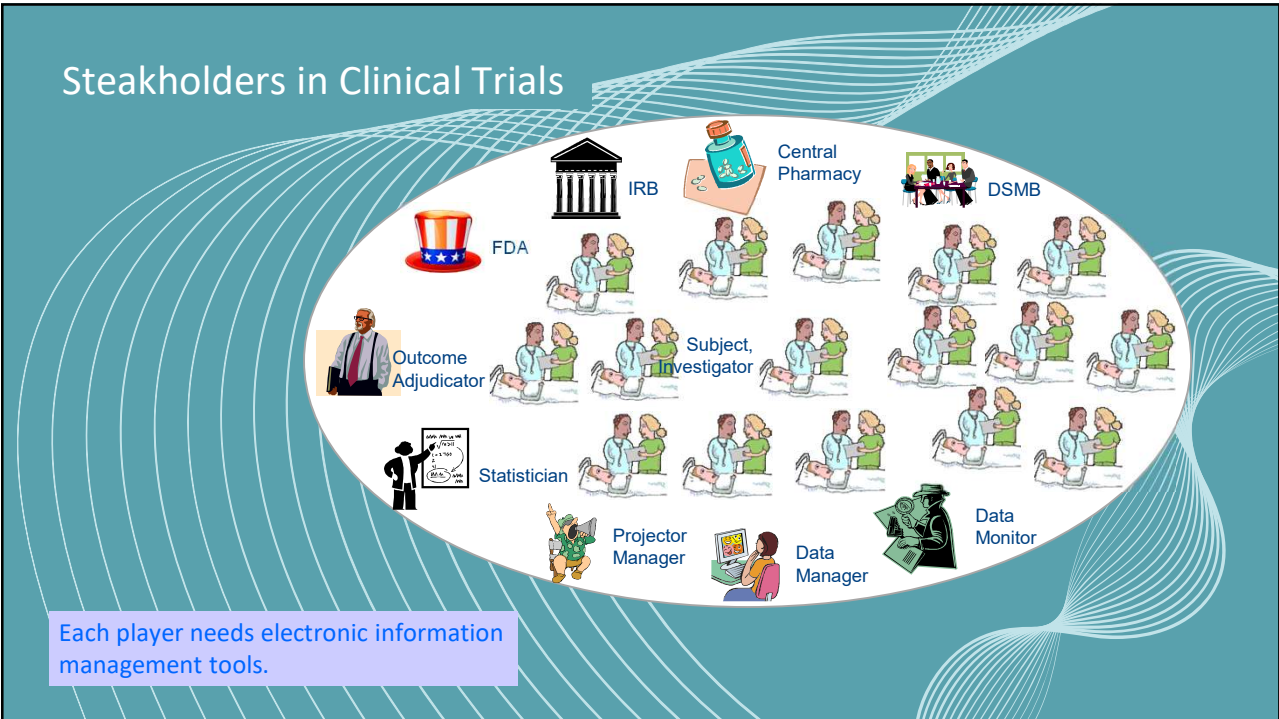 Steakholders in Clinical Trials
IRB
Central
Pharmacy
DSMB
FDA
Outcome
Adjudicator
Subject,
Investigator
Statistician
Projector
Manager
Data
Manager
Data
Monitor
Each player needs electronic information
management tools.